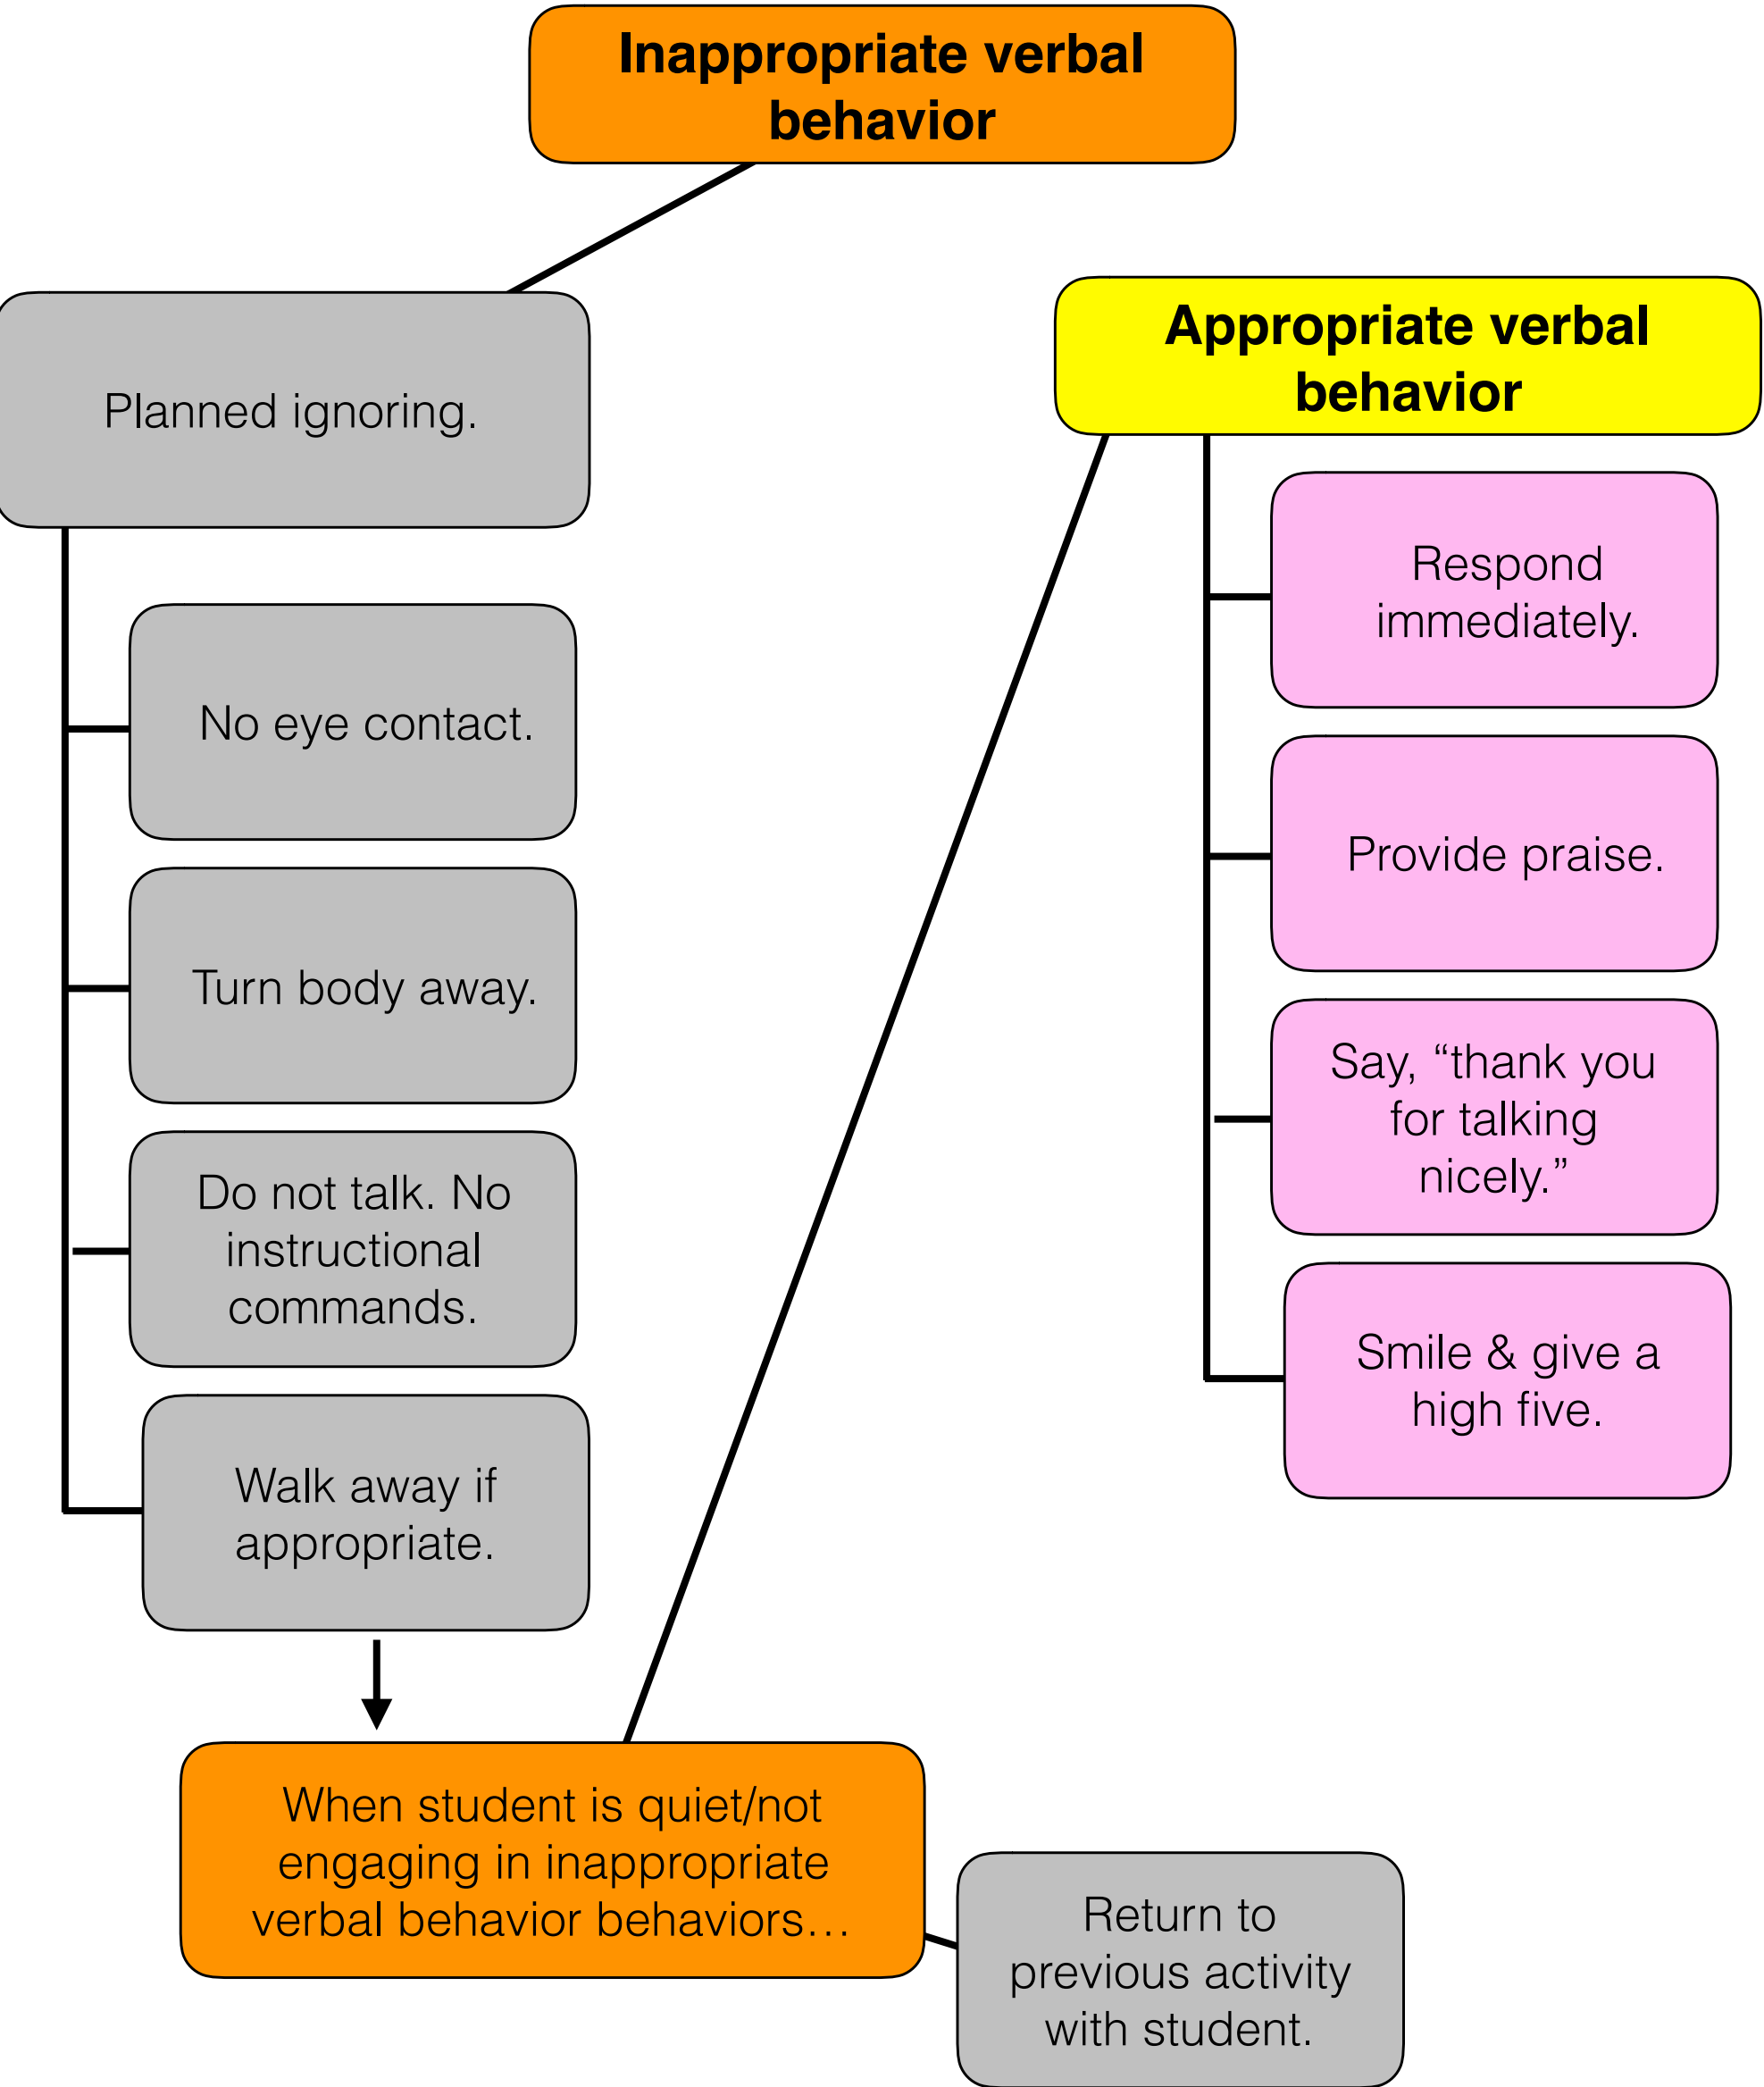 Inappropriate verbal
behavior
Planned ignoring.
No eye contact.
Turn body away.
Do not talk. No
instructional
commands.
Walk away if
appropriate.
When student is quiet/not
engaging in inappropriate
verbal behavior behaviors…
Return to
previous activity
with student.
Appropriate verbal
behavior
Respond
immediately.
Provide praise.
Say, “thank you
for talking
nicely.”
Smile & give a
high five.